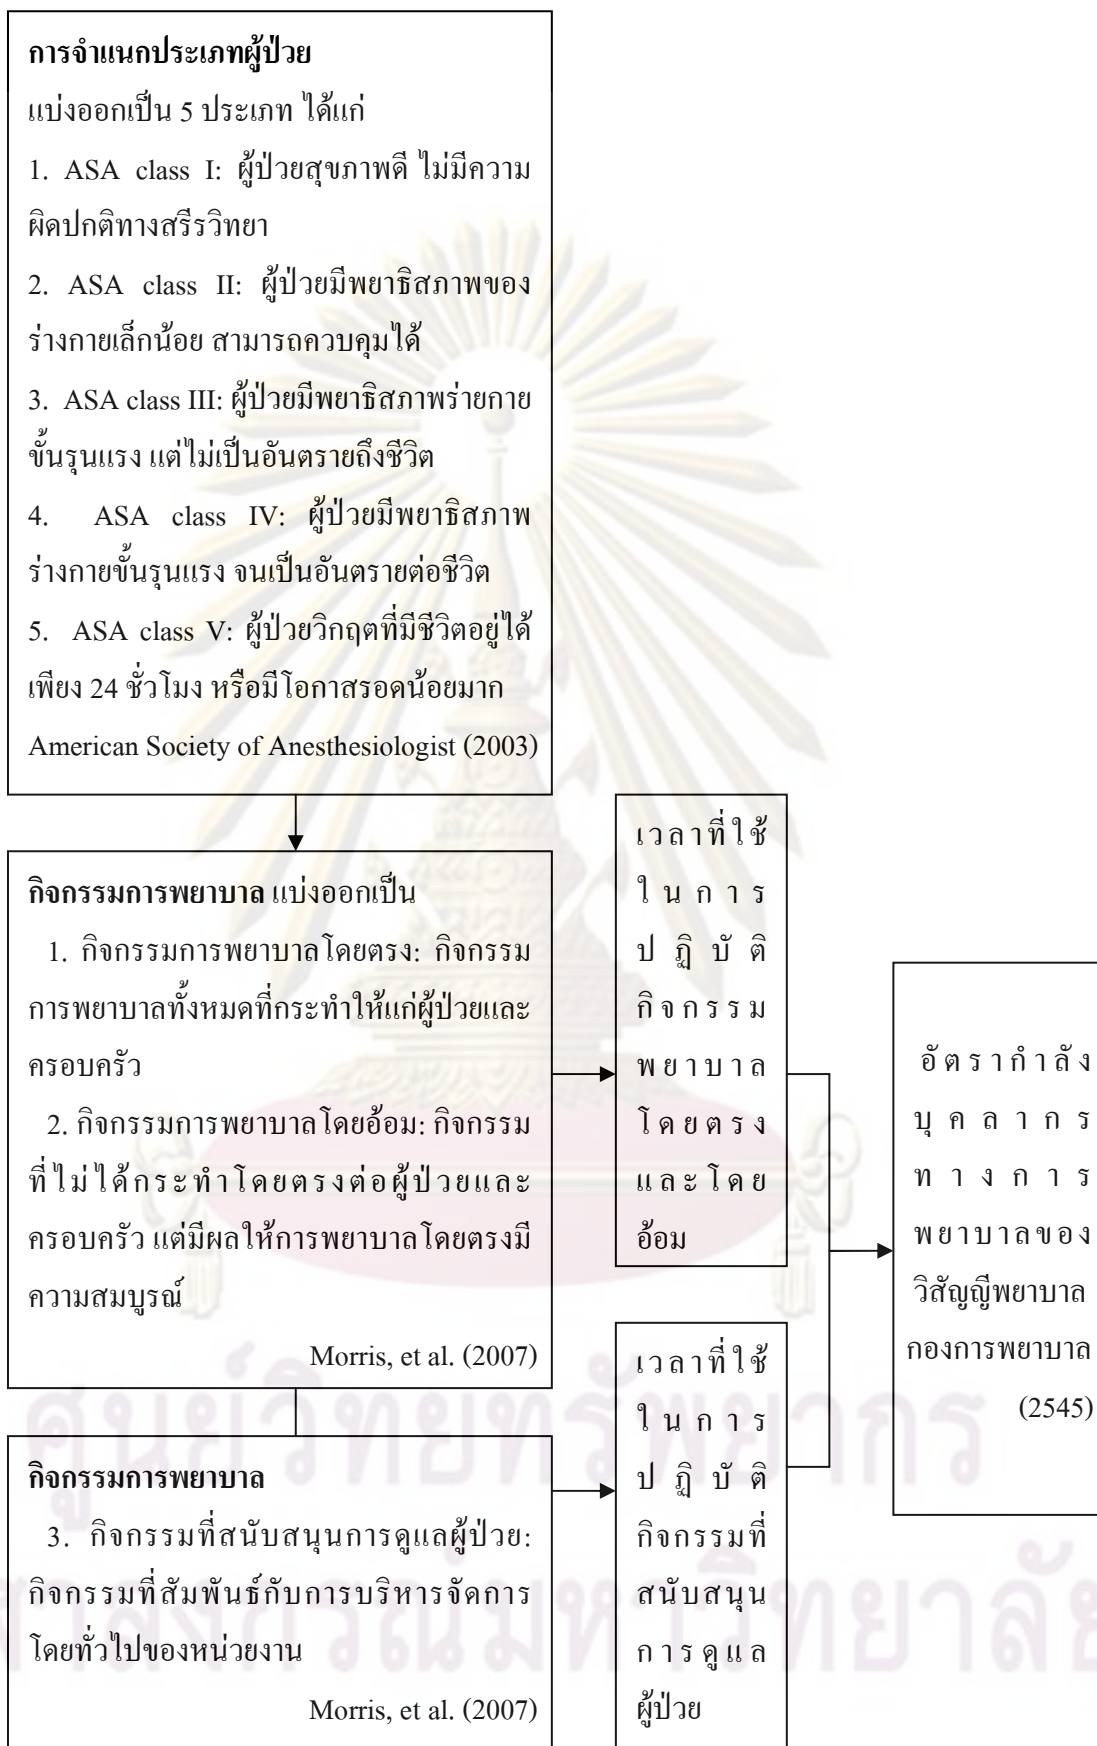 การจำแนกประเภทผู้ป่วย
แบ่งออกเป็น 5 ประเภท ได้แก่
1. ASA class I: ผู้ป่วยสุขภาพดี ไม่มีความ
ผิดปกติทางสรีรวิทยา
2. ASA class II: ผู้ป่วยมีพยาธิสภาพของ
ร่างกายเล็กน้อย สามารถควบคุมได้
3. ASA class III: ผู้ป่วยมีพยาธิสภาพร่ายกาย
ขั้นรุนแรง แต่ไม่เป็นอันตรายถึงชีวิต
4. ASA class IV: ผู้ป่วยมีพยาธิสภาพ
ร่างกายขั้นรุนแรง จนเป็นอันตรายต่อชีวิต
5. ASA class V: ผู้ป่วยวิกฤตที่มีชีวิตอยู่ได้
เพียง 24 ชั่วโมง หรือมีโอกาสรอดน้อยมาก
American Society of Anesthesiologist (2003)
กิจกรรมการพยาบาล แบ่งออกเป็น
1. กิจกรรมการพยาบาลโดยตรง: กิจกรรม
การพยาบาลทั้งหมดที่กระทำให้แก่ผู้ป่วยและ
ครอบครัว
2. กิจกรรมการพยาบาลโดยอ้อม: กิจกรรม
ที่ไม่ได้กระทำโดยตรงต่อผู้ป่วยและ
ครอบครัว แต่มีผลให้การพยาบาลโดยตรงมี
ความสมบูรณ์
Morris, et al. (2007)
กิจกรรมการพยาบาล
3. กิจกรรมที่สนับสนุนการดูแลผู้ป่วย:
กิจกรรมที่สัมพันธ์กับการบริหารจัดการ
โดยทั่วไปของหน่วยงาน
Morris, et al. (2007)
เวลาที่ใช้
ในการ
ปฏิบัติ
กิจกรรม
พยาบาล
โดยตรง
และโดย
อ้อม
เวลาที่ใช้
ในการ
ปฏิบัติ
กิจกรรมที่
สนับสนุน
การดูแล
ผู้ป่วย
อัตรากำลัง
บุคลากร
ทางการ
พยาบาลของ
วิสัญญีพยาบาล
กองการพยาบาล
(2545)
ศูนย์วิทยทรัพยากร
าลงกรณ์มหาวิทยาลัย